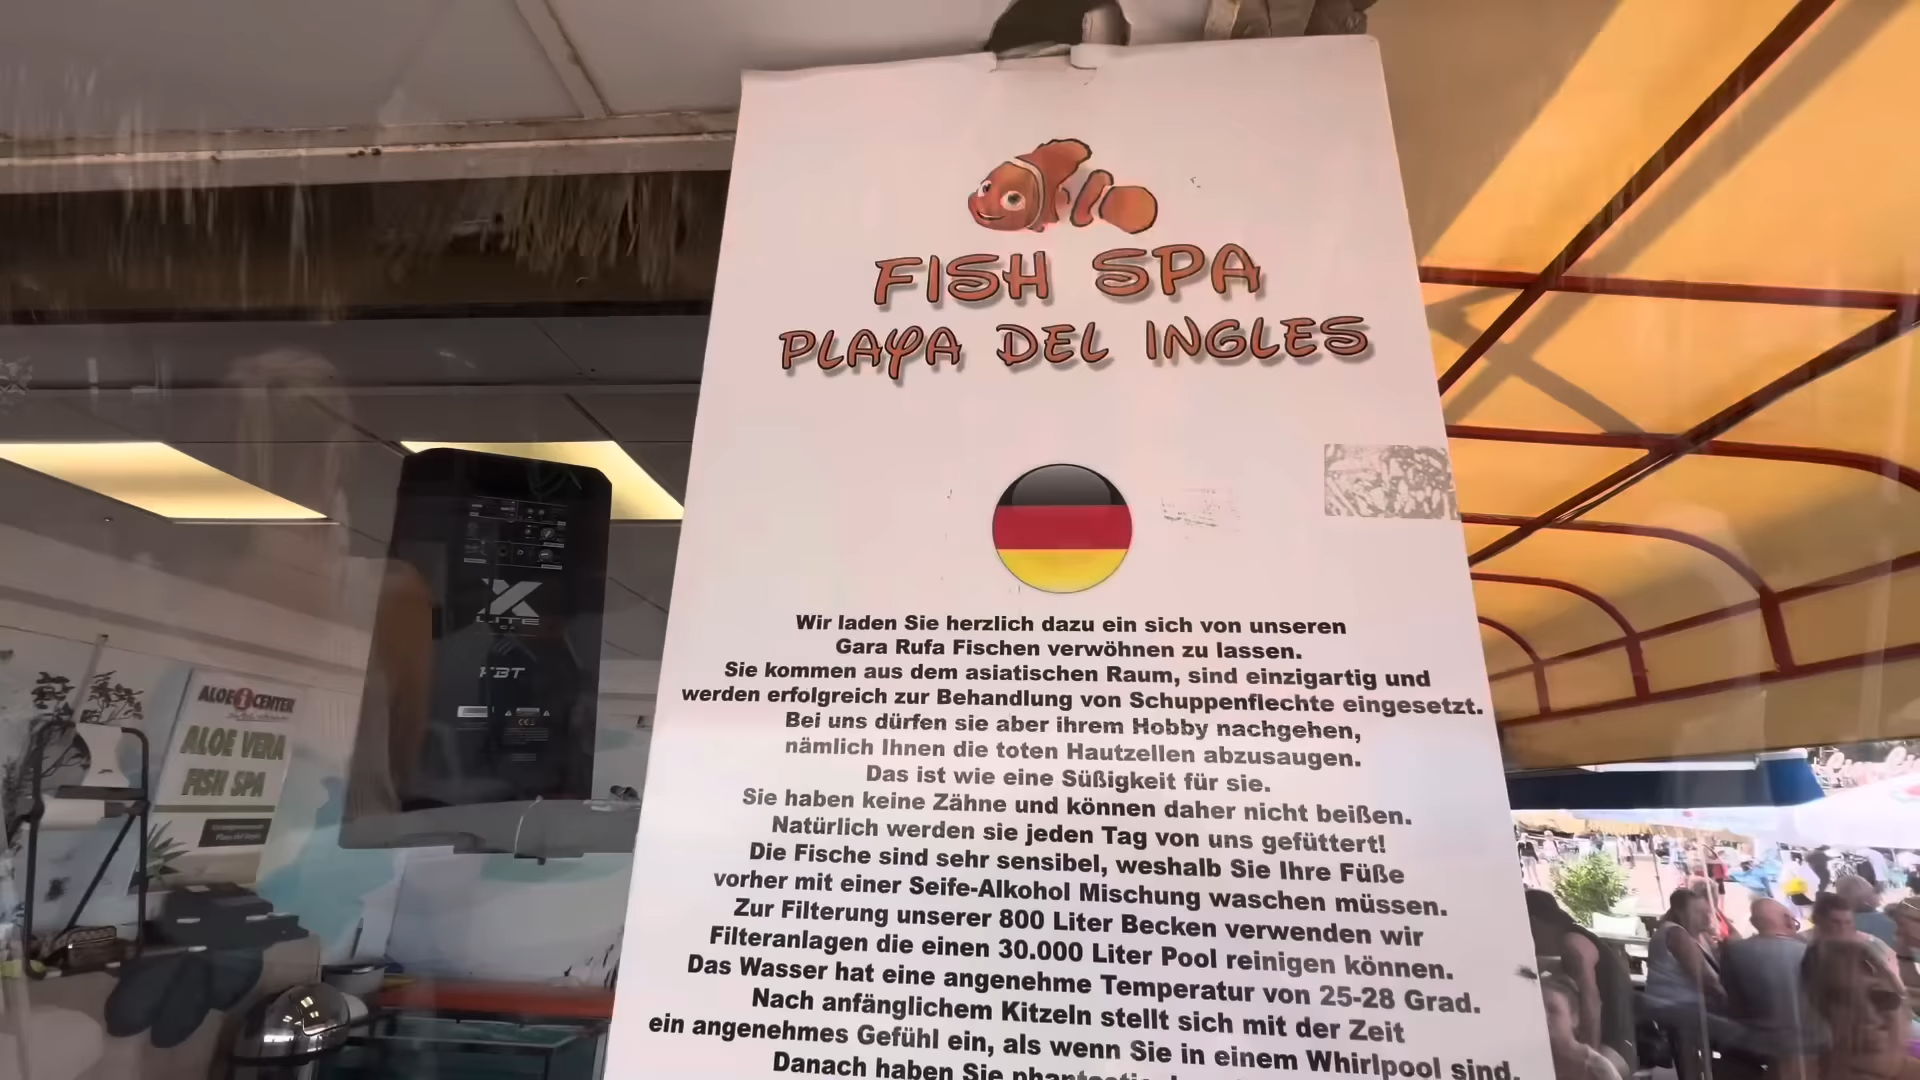 FISH SPA
PLAYA DEL INGLES
Wir laden Sie herzlich dazu ein sich von unseren
Gara Rufa Fischen verwöhnen zu lassen.
Sie kommen aus dem asiatischen Raum, sind einzigartig und
werden erfolgreich zur Behandlung von Schuppenflechte eingesetzt.
Bei uns dürfen sie aber ihrem Hobby nachgehen,
nämlich Ihnen die toten Hautzellen abzusaugen.
Das ist wie eine Süßigkeit für sie.
Sie haben keine Zähne und können daher nicht beißen.
Natürlich werden sie jeden Tag von uns gefüttert!
Die Fische sind sehr sensibel, weshalb Sie Ihre Füße
vorher mit einer Seife-Alkohol Mischung waschen müssen.
Zur Filterung unserer 800 Liter Becken verwenden wir
Filteranlagen die einen 30.000 Liter Pool reinigen können.
Das Wasser hat eine angenehme Temperatur von 25-28 Grad.
Nach anfänglichem Kitzeln stellt sich mit der Zeit
ein angenehmes Gefühl ein, als wenn Sie in einem Whirlpool sind.
Danach haben Sie
ALOE CENTER
ALOE VERA
FISH SPA
LITE